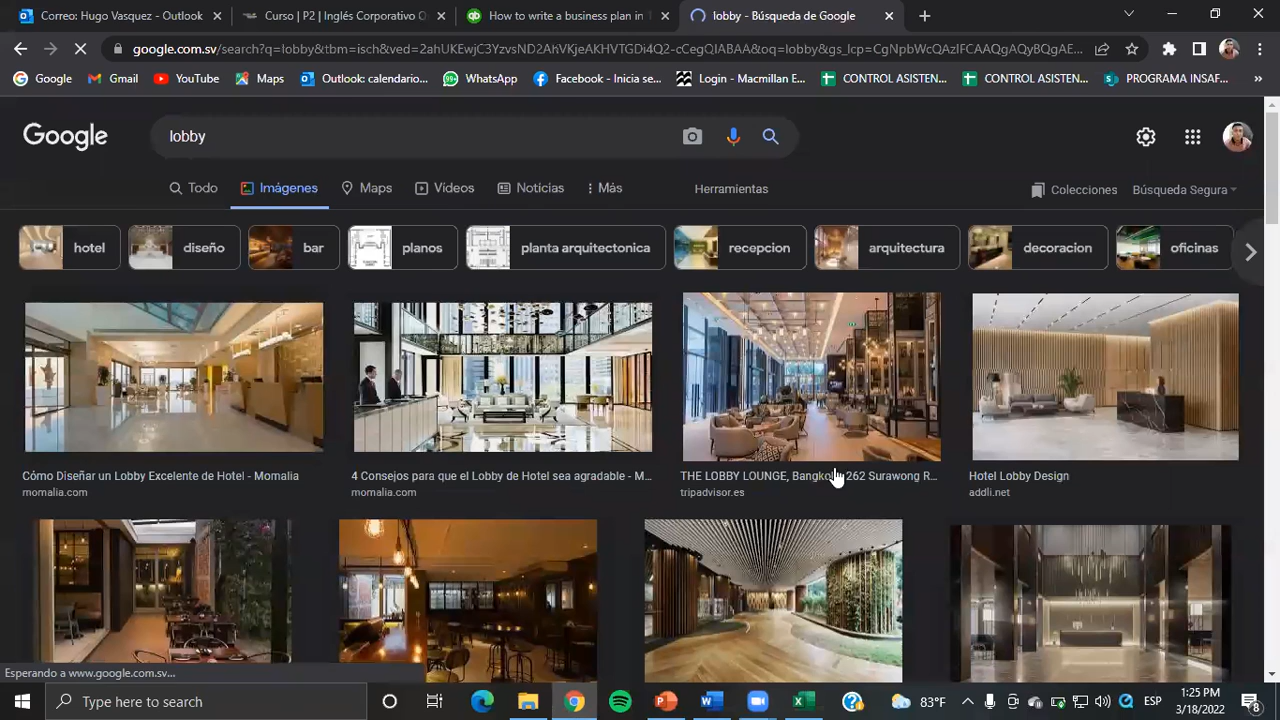 Correo: Hugo Vasquez - Outlook
Curso | P2 | Inglés Corporativo O
How to write a business plan in
lobby - Búsqueda de Google
google.com.sv/search?q=lobby&tbm=isch&ved=2ahUKEwjC3YzvsND2AhVKjeAKHVTGDi4Q2-cCegQIABAA&oq=lobby&gs_lcp=CgNpbWcQAzIFCAAQgAQyBQgAE...
Google
Gmail
YouTube
Maps
Outlook: calendario...
WhatsApp
Facebook - Inicia se...
Login - Macmillan E...
CONTROL ASISTEN...
CONTROL ASISTEN...
PROGRAMA INSAF...
Google
lobby
Todo
Imágenes
Maps
Videos
Noticias
Más
Herramientas
Colecciones
Búsqueda Segura
hotel
diseño
bar
planos
planta arquitectonica
recepcion
arquitectura
decoracion
oficinas
Cómo Diseñar un Lobby Excelente de Hotel - Momalia
momalia.com
4 Consejos para que el Lobby de Hotel sea agradable - M...
momalia.com
THE LOBBY LOUNGE, Bangkok 262 Surawong R...
tripadvisor.es
Hotel Lobby Design
addli.net
Esperando a www.google.com.sv...
Type here to search
83°F
ESP
1:25 PM
3/18/2022
8